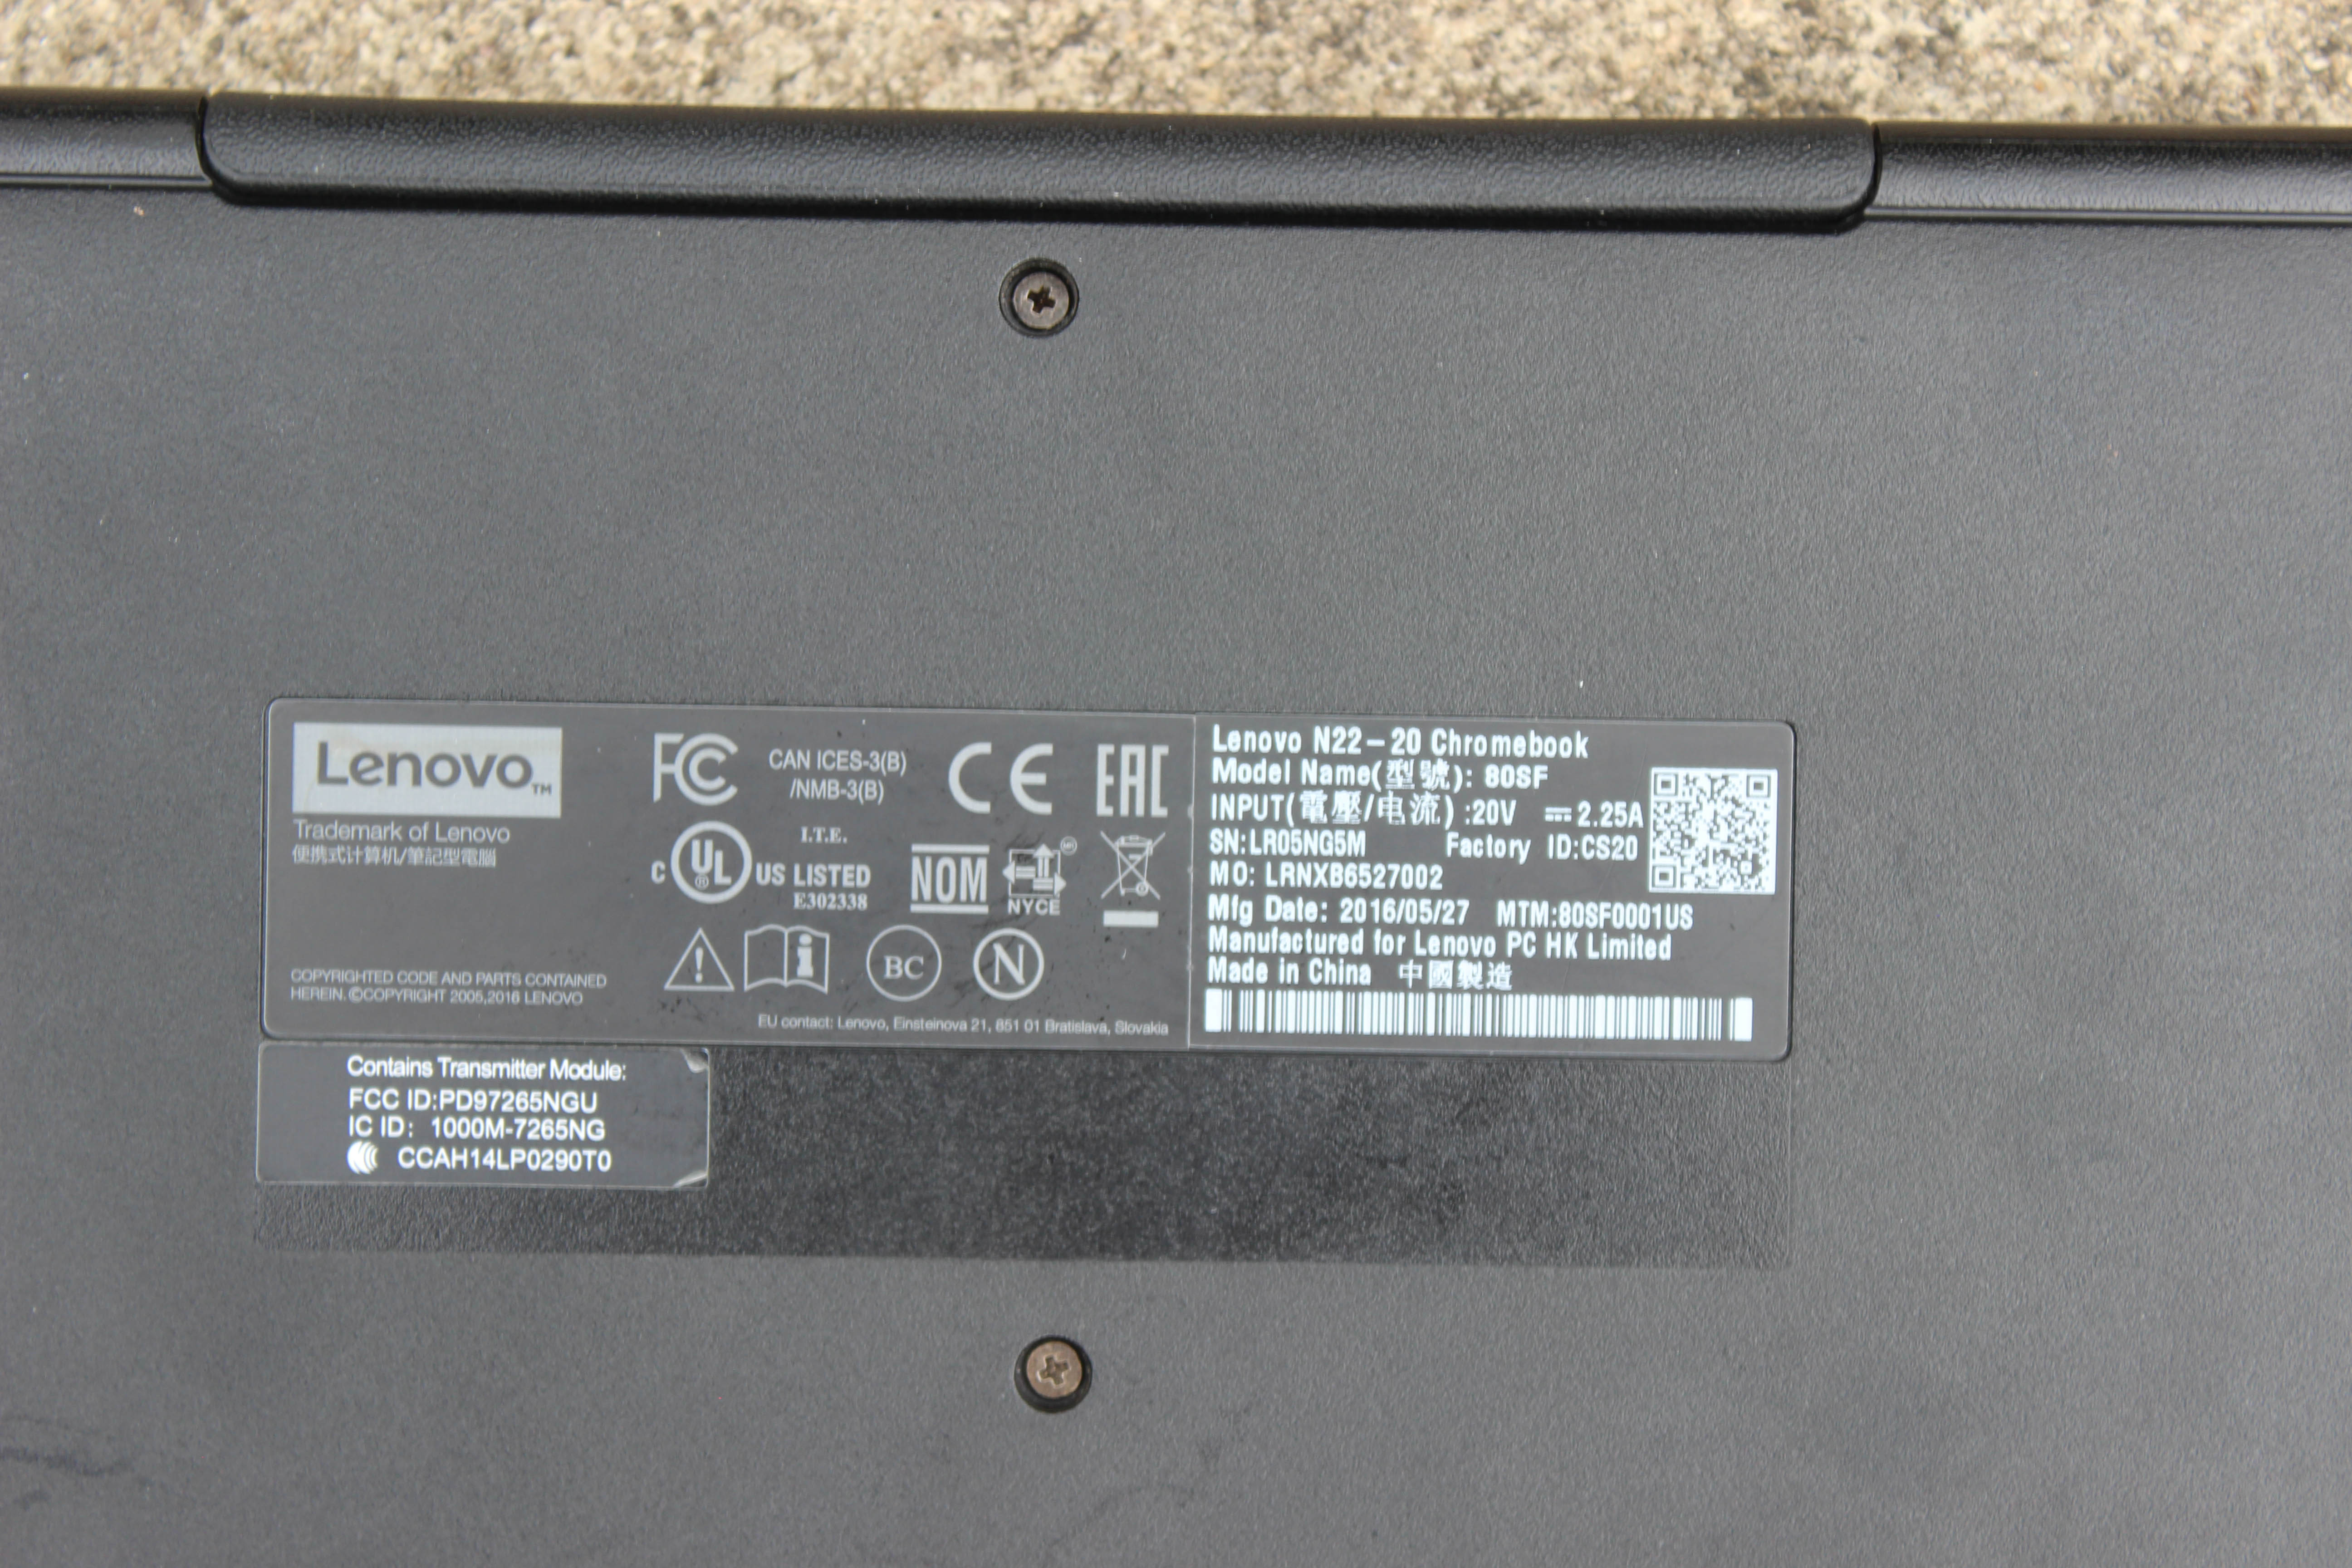 Lenovo™
Trademark of Lenovo
便携式计算机/筆記型電腦
COPYRIGHTED CODE AND PARTS CONTAINED
HEREIN.©COPYRIGHT 2005,2016 LENOVO
FC
CAN ICES-3(B)
/NMB-3(B)
CE
EAC
C UL US LISTED
I.T.E.
E302338
NOM
NYCE
BC
N
EU contact: Lenovo, Einsteinova 21, 851 01 Bratislava, Slovakia
Lenovo N22-20 Chromebook
Model Name(型號): 80SF
INPUT(電壓/电流) :20V ⎓ 2.25A
SN:LR05NG5M Factory ID:CS20
MO: LRNXB6527002
Mfg Date: 2016/05/27 MTM:80SF0001US
Manufactured for Lenovo PC HK Limited
Made in China 中國製造
Contains Transmitter Module:
FCC ID:PD97265NGU
IC ID: 1000M-7265NG
CCAH14LP0290T0